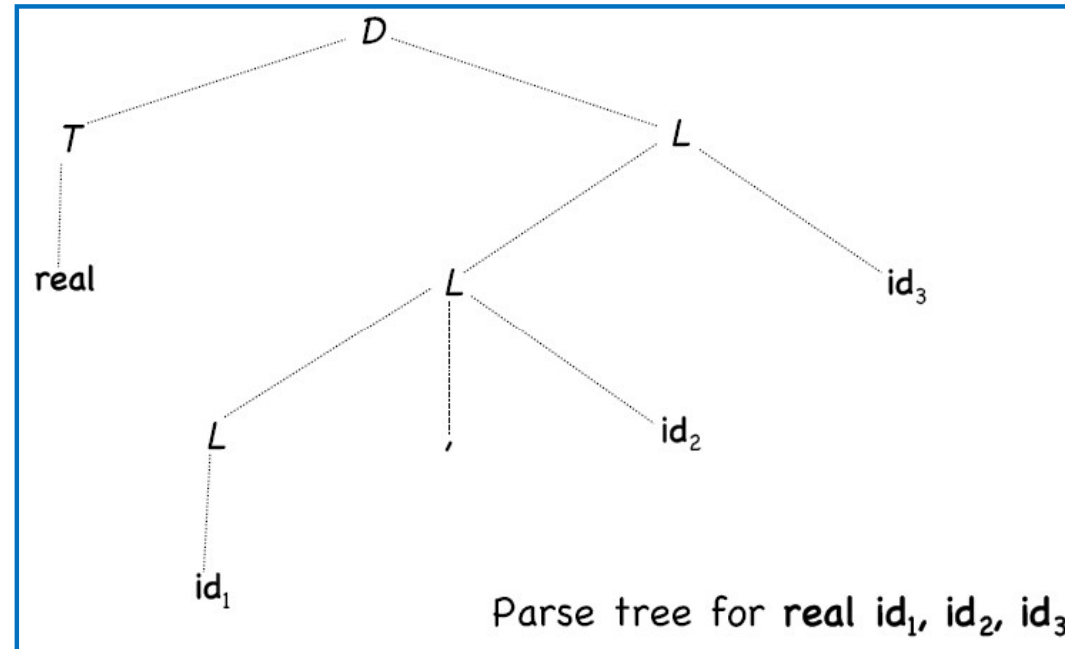 D
T L
real L id₃
L , id₂
id₁
Parse tree for real id₁, id₂, id₃